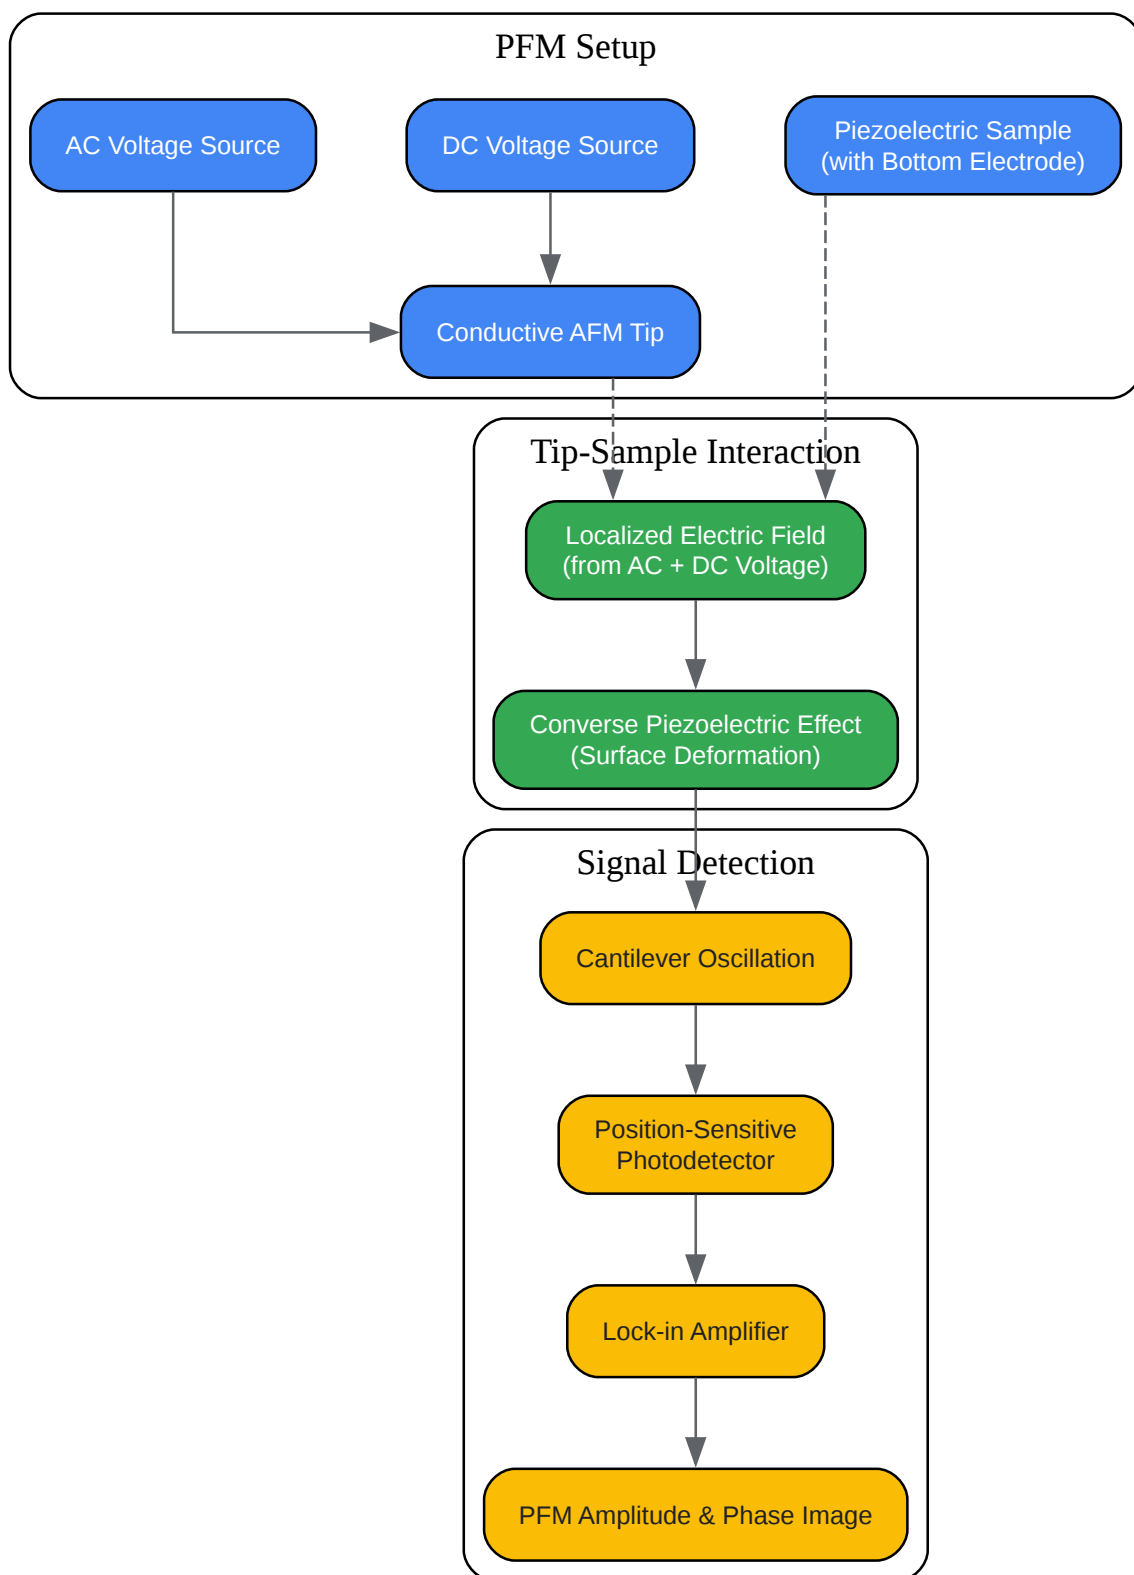 PFM Setup
AC Voltage Source
DC Voltage Source
Piezoelectric Sample
(with Bottom Electrode)
Conductive AFM Tip
Tip-Sample Interaction
Localized Electric Field
(from AC + DC Voltage)
Converse Piezoelectric Effect
(Surface Deformation)
Signal Detection
Cantilever Oscillation
Position-Sensitive
Photodetector
Lock-in Amplifier
PFM Amplitude & Phase Image